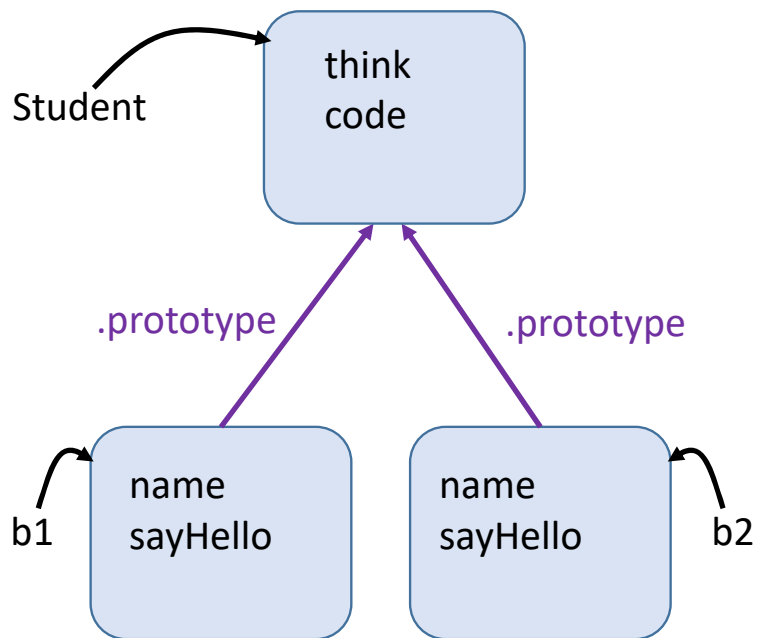 think
code
Student
.prototype
.prototype
name
sayHello
name
sayHello
b1
b2